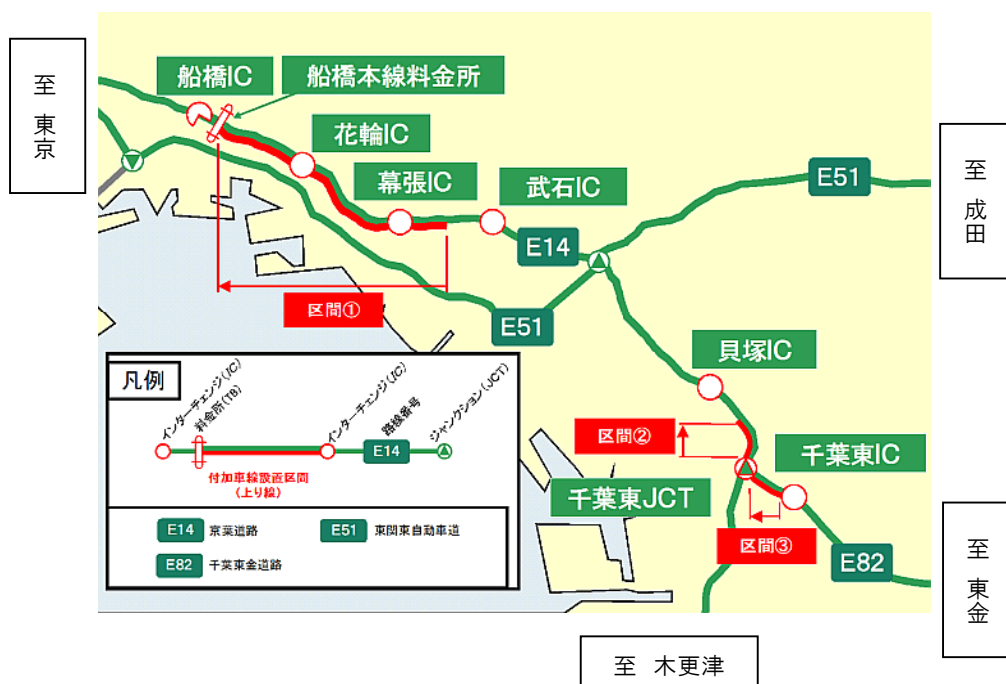 至 東京
船橋IC
船橋本線料金所
花輪IC
幕張IC
武石IC
E51
至 成田
E14
区間①
E51
貝塚IC
区間②
千葉東IC
千葉東JCT
区間③
E82
至 東金
至 木更津
凡例
インターチェンジ(IC)
料金所(TB)
インターチェンジ(IC)
路線番号
ジャンクション(JCT)
E14
付加車線設置区間
(上り線)
E14 京葉道路
E51 東関東自動車道
E82 千葉東金道路